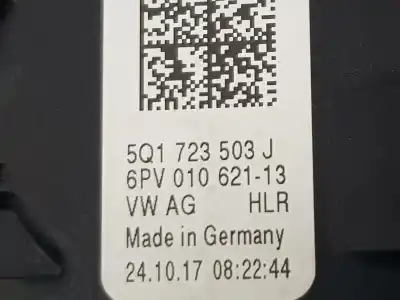 5Q1 723 503 J
6PV 010 621-13
VW AG HLR
Made in Germany
24.10.17 08:22:44